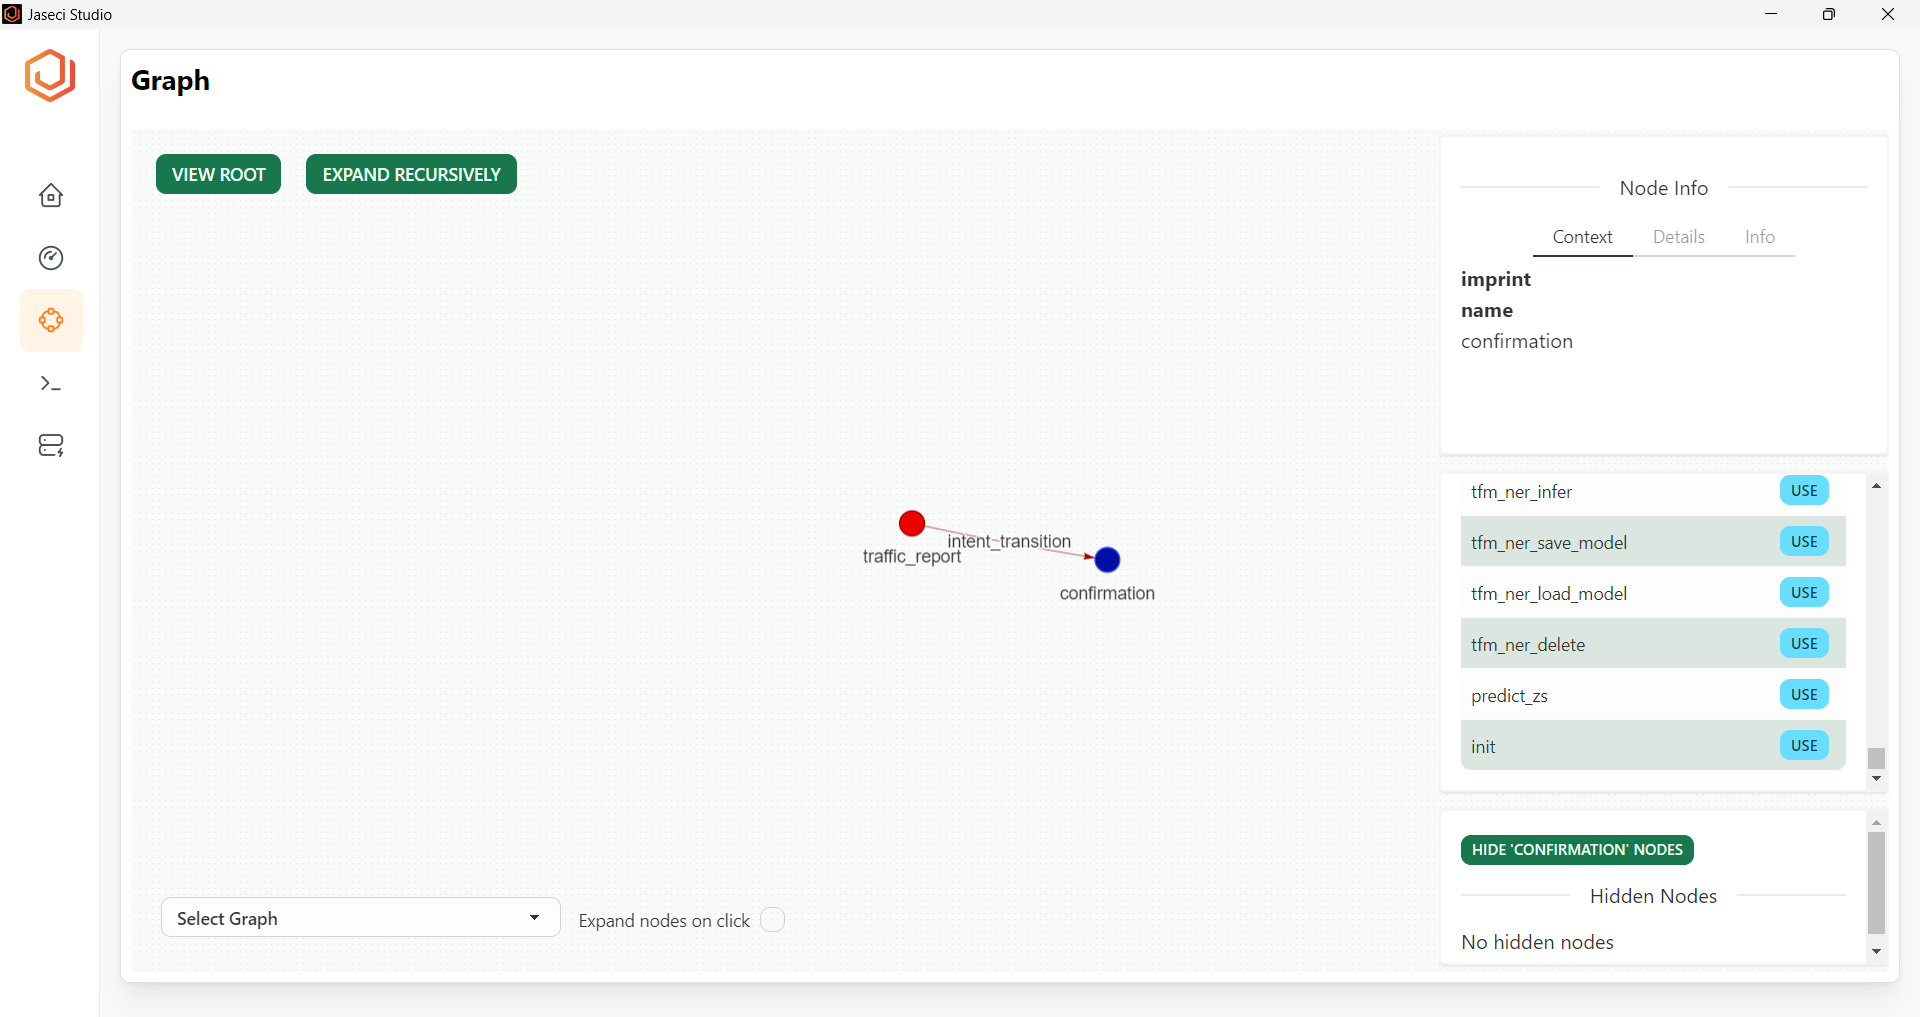 Jaseci Studio
Graph
VIEW ROOT
EXPAND RECURSIVELY
traffic_report
intent_transition
confirmation
Select Graph
Expand nodes on click
Node Info
Context Details Info
imprint
name
confirmation
tfm_ner_infer USE
tfm_ner_save_model USE
tfm_ner_load_model USE
tfm_ner_delete USE
predict_zs USE
init USE
HIDE 'CONFIRMATION' NODES
Hidden Nodes
No hidden nodes